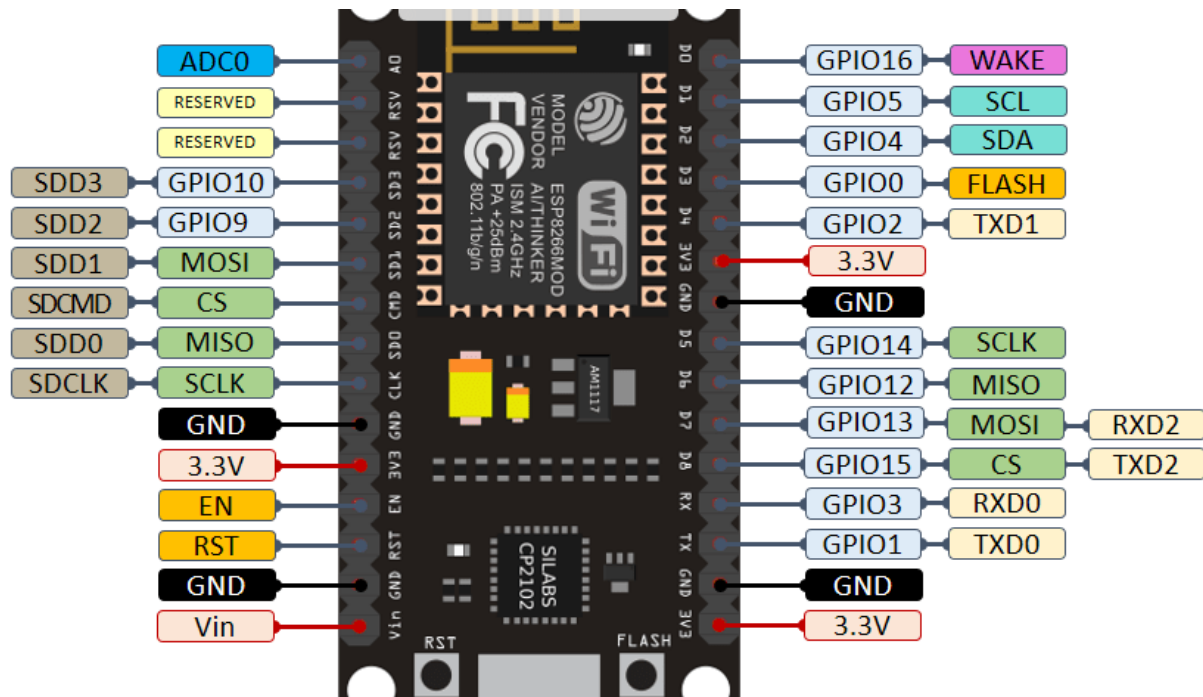 ADC0
RESERVED
RESERVED
SDD3 GPIO10
SDD2 GPIO9
SDD1 MOSI
SDCMD CS
SDD0 MISO
SDCLK SCLK
GND
3.3V
EN
RST
GND
Vin
A0
RSV
RSV
SD3
SD2
SD1
CMD
SD0
CLK
GND
3V3
EN
RST
GND
Vin
MODEL
VENDOR
FC
ESP8266MOD
AI/THINKER
ISM 2.4GHz
PA +25dBm
802.11b/g/n
Wi Fi
AM1117
SILABS
CP2102
RST
FLASH
D0
D1
D2
D3
D4
3V3
GND
D5
D6
D7
D8
RX
TX
GND
3V3
GPIO16 WAKE
GPIO5 SCL
GPIO4 SDA
GPIO0 FLASH
GPIO2 TXD1
3.3V
GND
GPIO14 SCLK
GPIO12 MISO
GPIO13 MOSI RXD2
GPIO15 CS TXD2
GPIO3 RXD0
GPIO1 TXD0
GND
3.3V